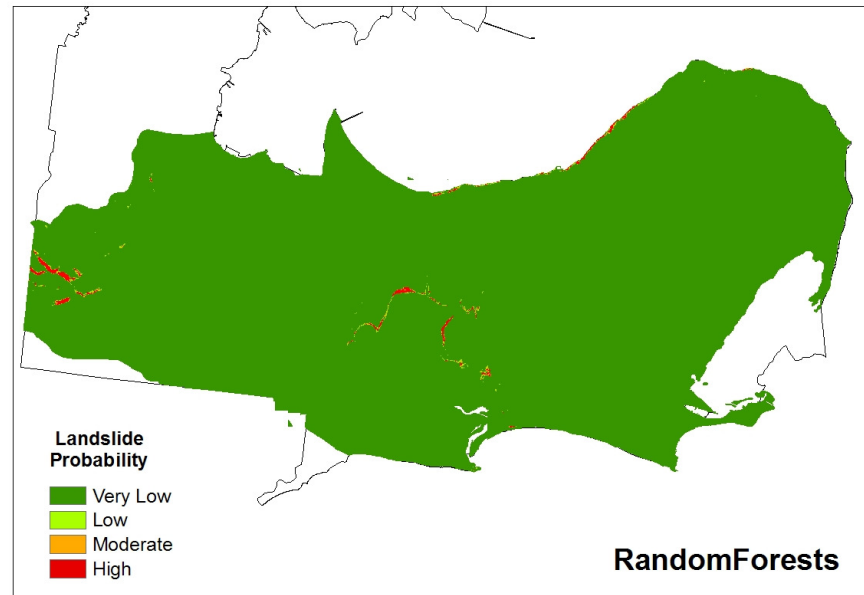 Landslide
Probability
Very Low
Low
Moderate
High
RandomForests